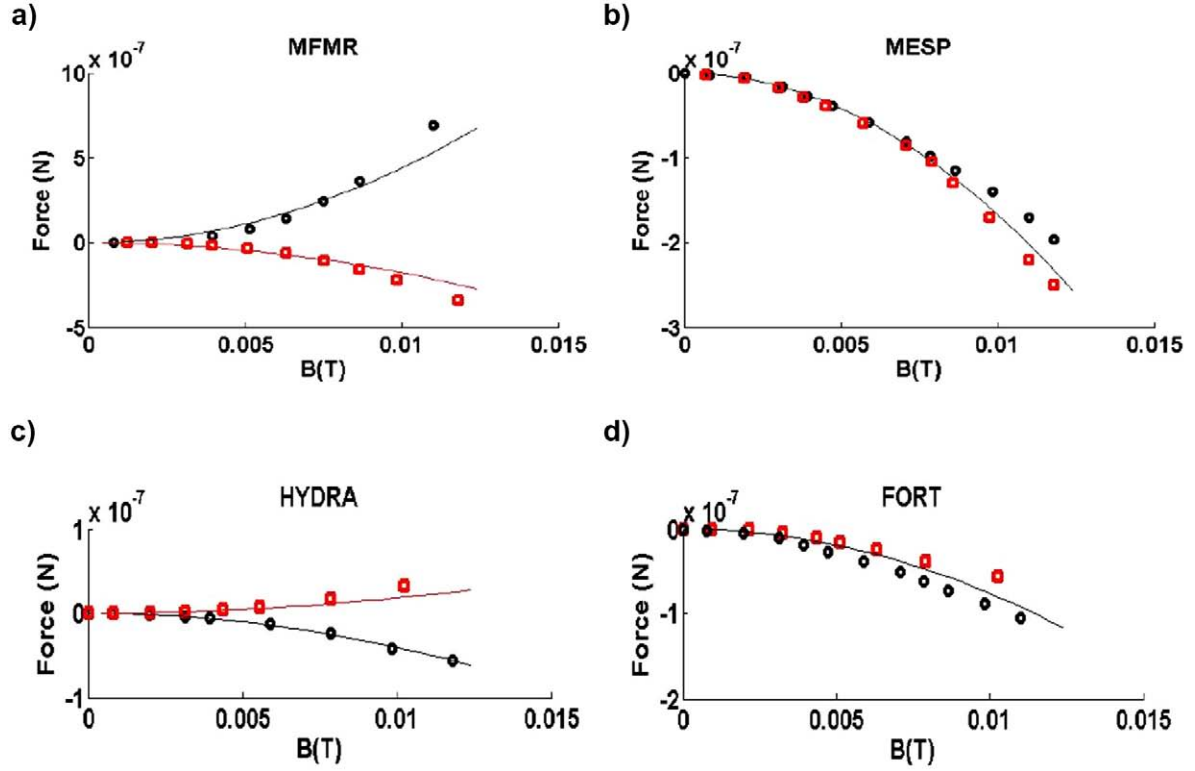 a)
MFMR
x 10^-7
10
5
0
-5
Force (N)
0 0.005 0.01 0.015
B(T)
b)
MESP
x 10^-7
0
-1
-2
-3
Force (N)
0 0.005 0.01 0.015
B(T)
c)
HYDRA
x 10^-7
1
0
-1
Force (N)
0 0.005 0.01 0.015
B(T)
d)
FORT
x 10^-7
0
-1
-2
Force (N)
0 0.005 0.01 0.015
B(T)